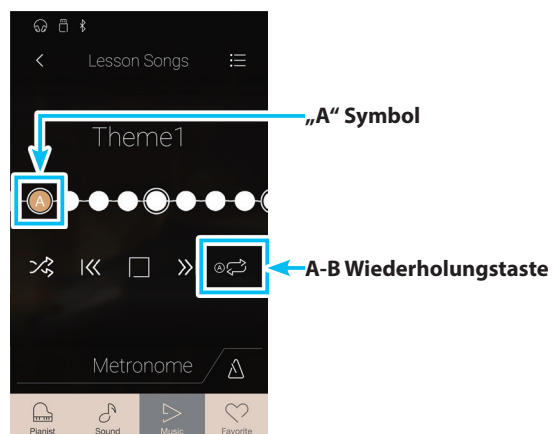 Lesson Songs
„A“ Symbol
Theme1
A
A
A-B Wiederholungstaste
Metronome
Pianist Sound Music Favorite